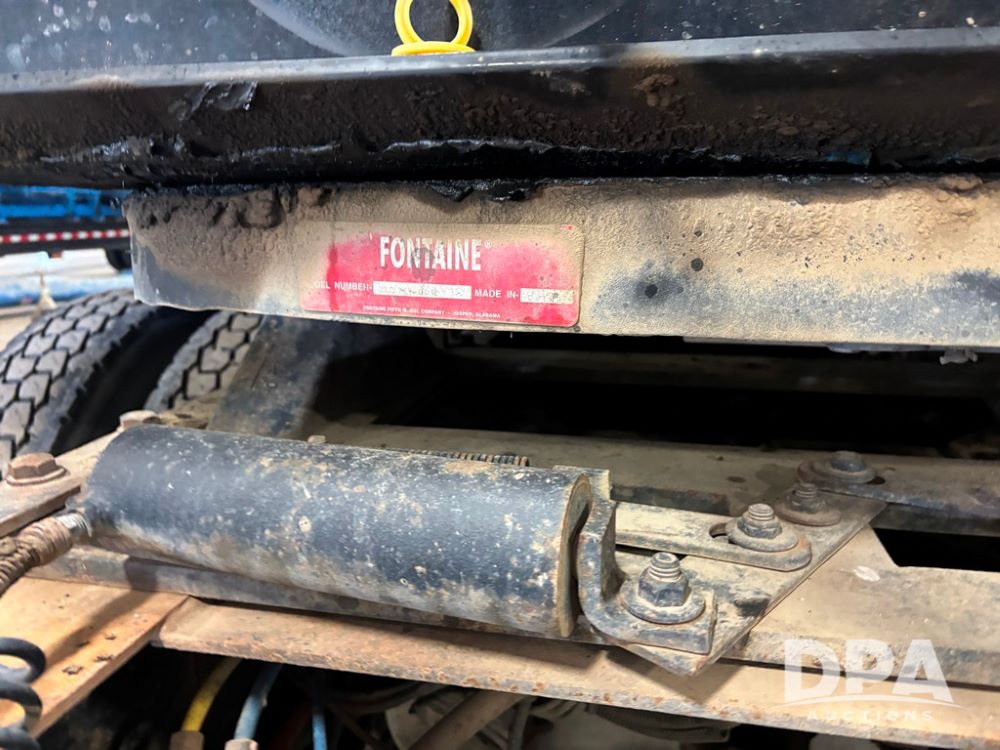 FONTAINE®
MODEL NUMBER- MADE IN-
FONTAINE FIFTH WHEEL COMPANY - JASPER, ALABAMA
DPA
AUCTIONS